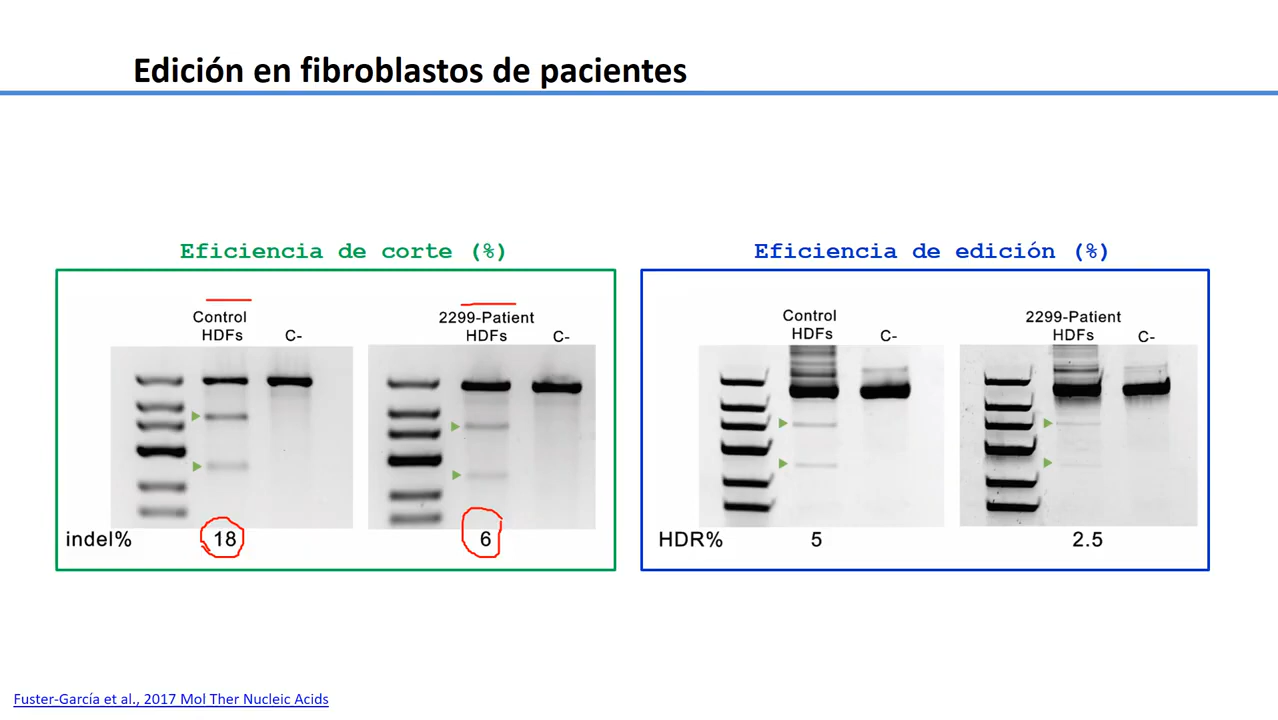 Edición en fibroblastos de pacientes
Eficiencia de corte (%)
Control
HDFs
C-
2299-Patient
HDFs
C-
indel%
18
6
Eficiencia de edición (%)
Control
HDFs
C-
2299-Patient
HDFs
C-
HDR%
5
2.5
Fuster-García et al., 2017 Mol Ther Nucleic Acids